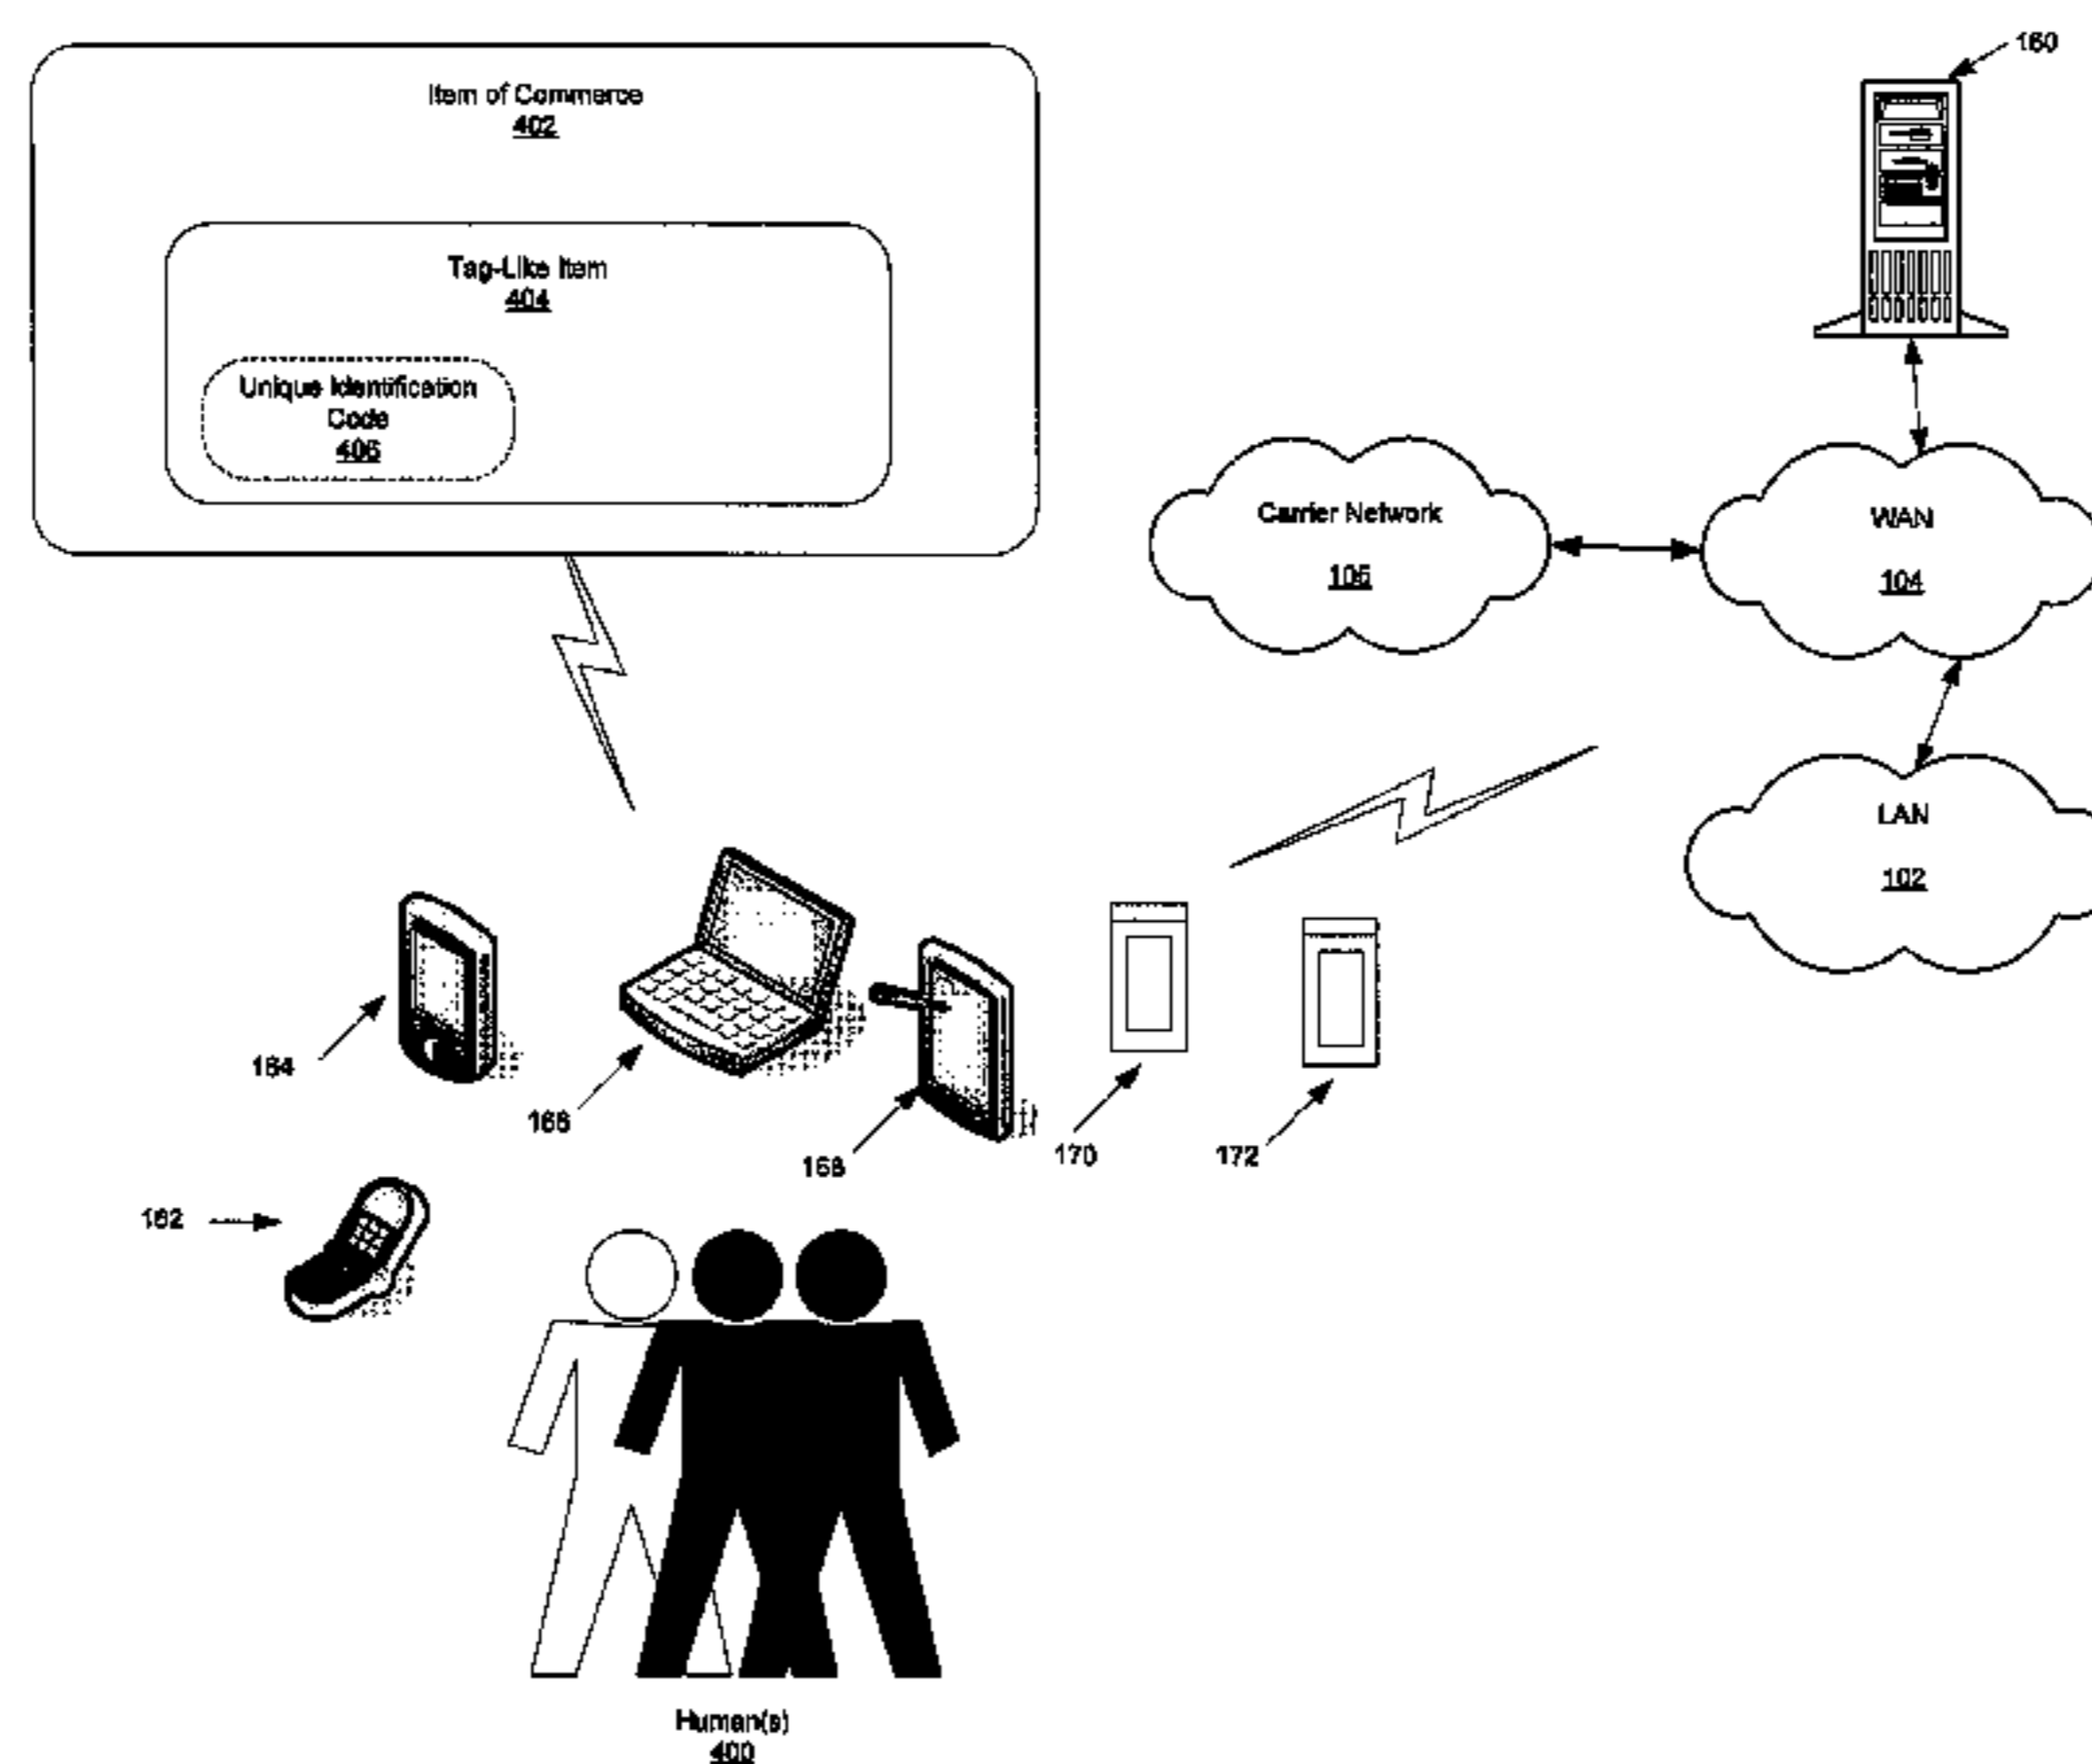 Item of Commerce
402
Tag-Like Item
404
Unique Identification
Code
406
160
Carrier Network
106
WAN
104
LAN
102
164
166
168
170
172
162
Human(s)
400